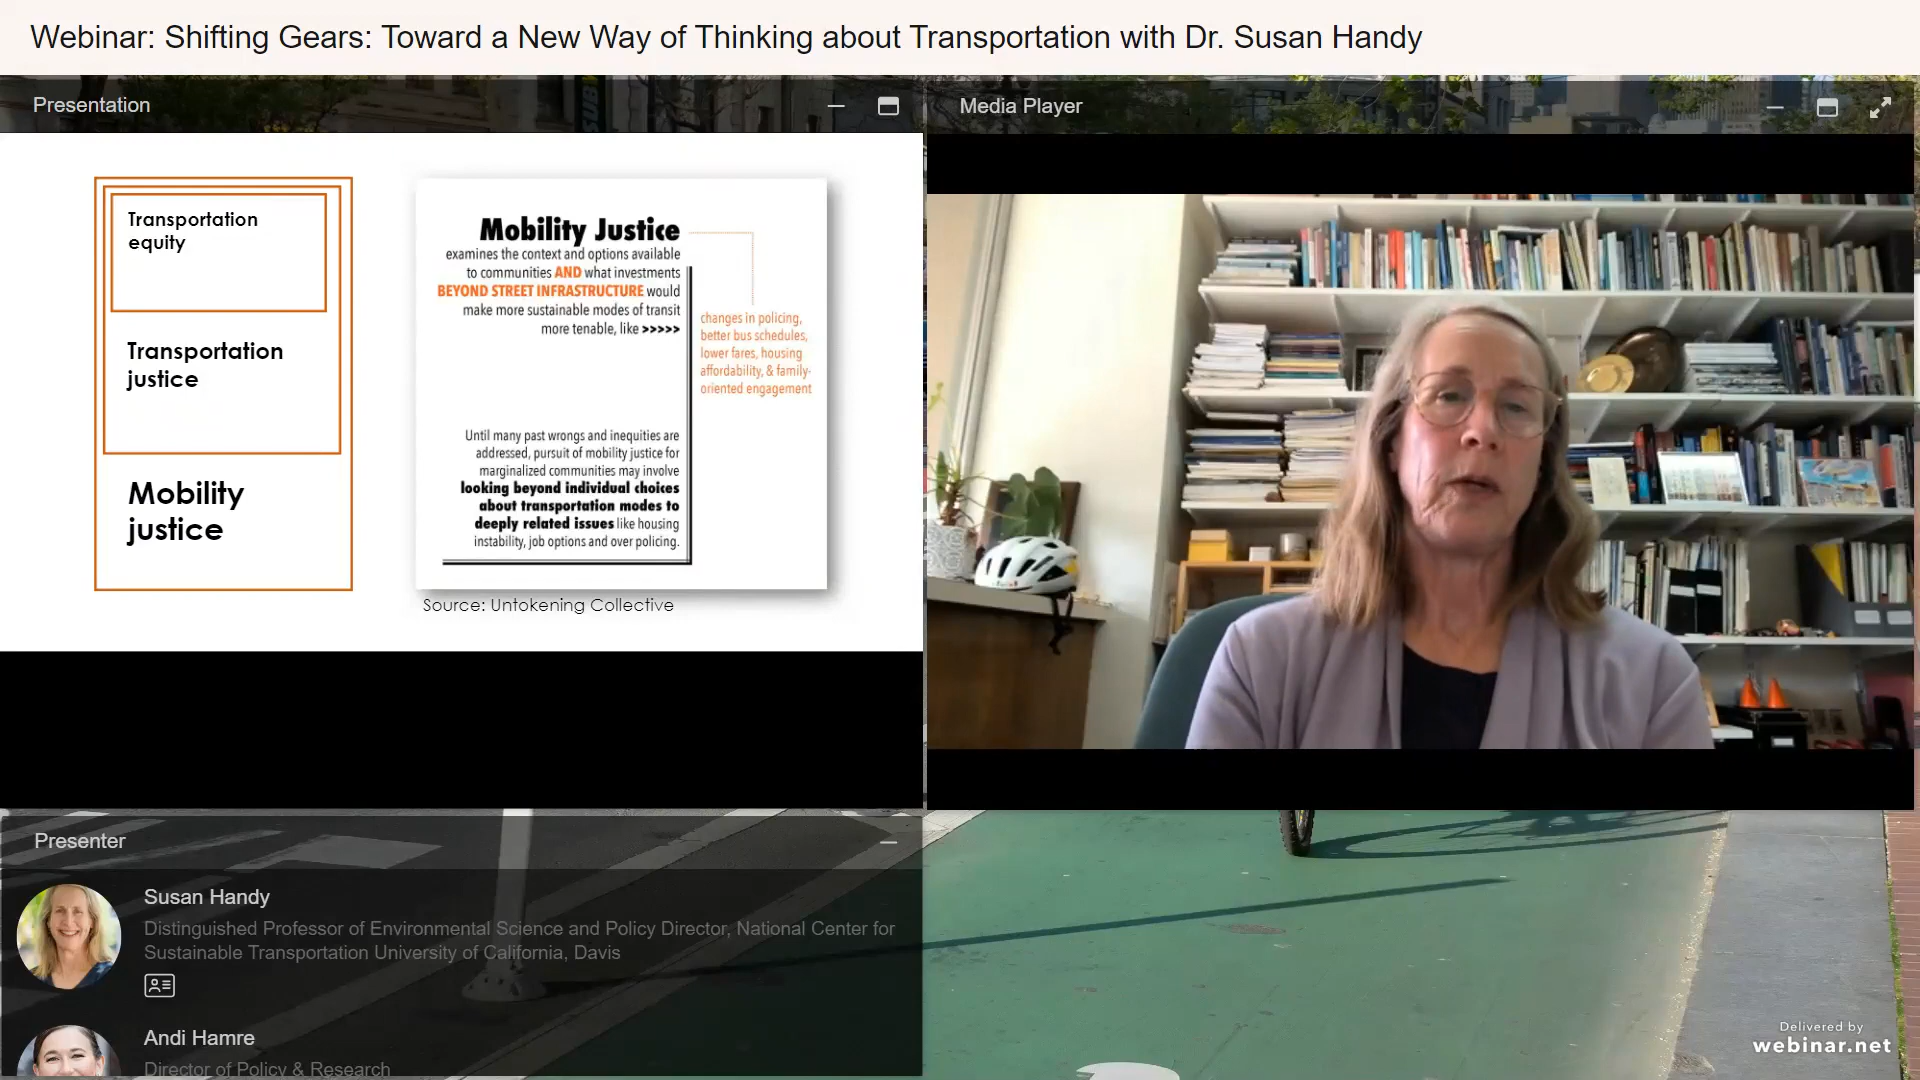 Webinar: Shifting Gears: Toward a New Way of Thinking about Transportation with Dr. Susan Handy
Presentation
Media Player
Transportation
equity
Transportation
justice
Mobility
justice
Mobility Justice
examines the context and options available
to communities AND what investments
BEYOND STREET INFRASTRUCTURE would
make more sustainable modes of transit
more tenable, like >>>>>
changes in policing,
better bus schedules,
lower fares, housing
affordability, & family-
oriented engagement
Until many past wrongs and inequities are
addressed, pursuit of mobility justice for
marginalized communities may involve
looking beyond individual choices
about transportation modes to
deeply related issues like housing
instability, job options and over policing.
Source: Untokening Collective
Presenter
Susan Handy
Distinguished Professor of Environmental Science and Policy Director, National Center for
Sustainable Transportation University of California, Davis
Andi Hamre
Director of Policy & Research
Delivered by
webinar.net